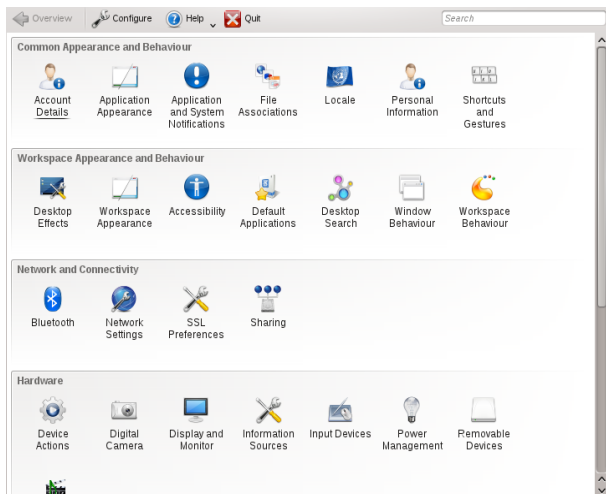 Overview Configure Help Quit Search
Common Appearance and Behaviour
Account Details
Application Appearance
Application and System Notifications
File Associations
Locale
Personal Information
Shortcuts and Gestures
Workspace Appearance and Behaviour
Desktop Effects
Workspace Appearance
Accessibility
Default Applications
Desktop Search
Window Behaviour
Workspace Behaviour
Network and Connectivity
Bluetooth
Network Settings
SSL Preferences
Sharing
Hardware
Device Actions
Digital Camera
Display and Monitor
Information Sources
Input Devices
Power Management
Removable Devices